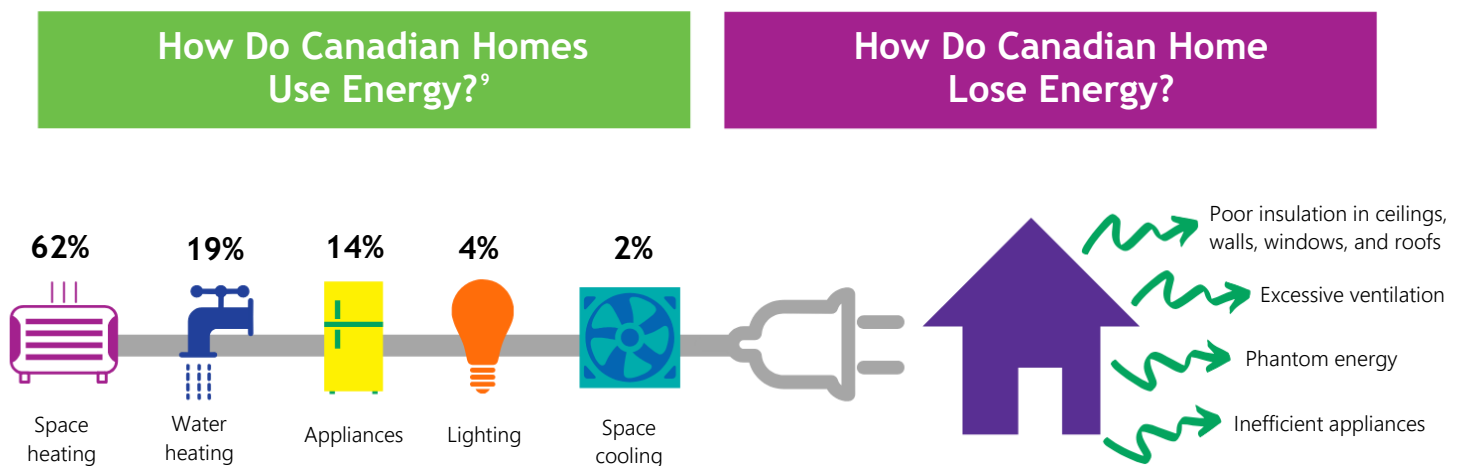 How Do Canadian Homes
Use Energy?⁹
How Do Canadian Home
Lose Energy?
62%
19%
14%
4%
2%
Space
heating
Water
heating
Appliances
Lighting
Space
cooling
Poor insulation in ceilings,
walls, windows, and roofs
Excessive ventilation
Phantom energy
Inefficient appliances